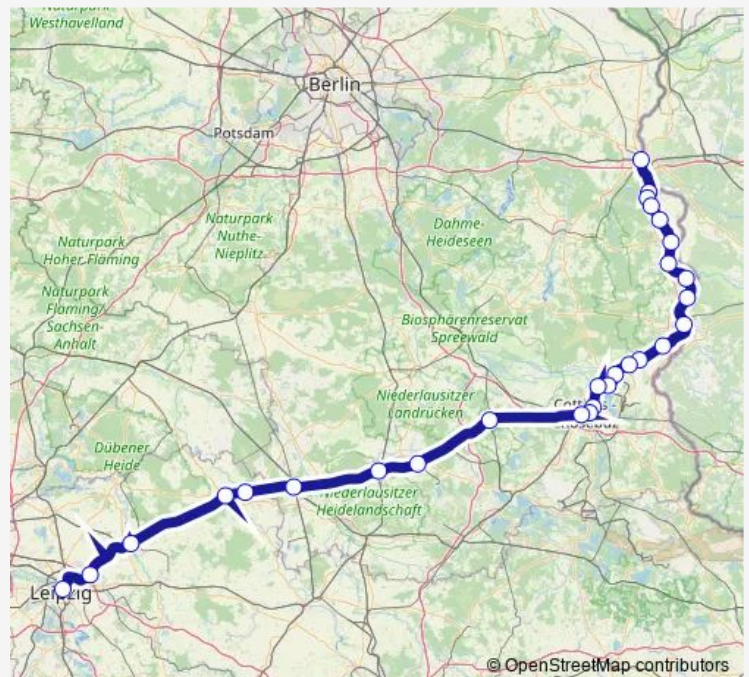 Naturpark
Westhavelland
Berlin
Potsdam
Naturpark
Nuthe-
Nieplitz
Dahme-
Heideseen
Naturpark
Hoher Fläming
Naturpark
Fläming/
Sachsen-
Anhalt
Biosphärenreservat
Spreewald
Niederlausitzer
Landrücken
Dübener
Heide
Niederlausitzer
Heidelandschaft
Leipzig
© OpenStreetMap contributors